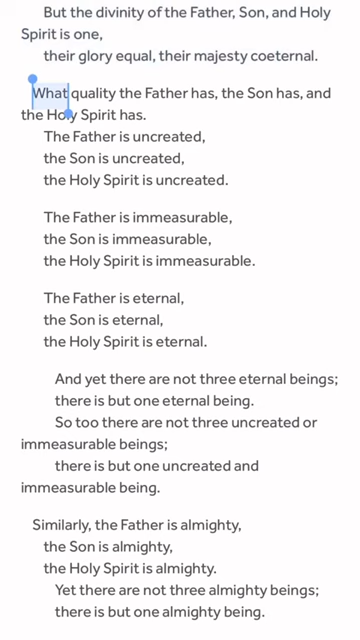 But the divinity of the Father, Son, and Holy
Spirit is one,
their glory equal, their majesty coeternal.
What quality the Father has, the Son has, and
the Holy Spirit has.
The Father is uncreated,
the Son is uncreated,
the Holy Spirit is uncreated.
The Father is immeasurable,
the Son is immeasurable,
the Holy Spirit is immeasurable.
The Father is eternal,
the Son is eternal,
the Holy Spirit is eternal.
And yet there are not three eternal beings;
there is but one eternal being.
So too there are not three uncreated or
immeasurable beings;
there is but one uncreated and
immeasurable being.
Similarly, the Father is almighty,
the Son is almighty,
the Holy Spirit is almighty.
Yet there are not three almighty beings;
there is but one almighty being.